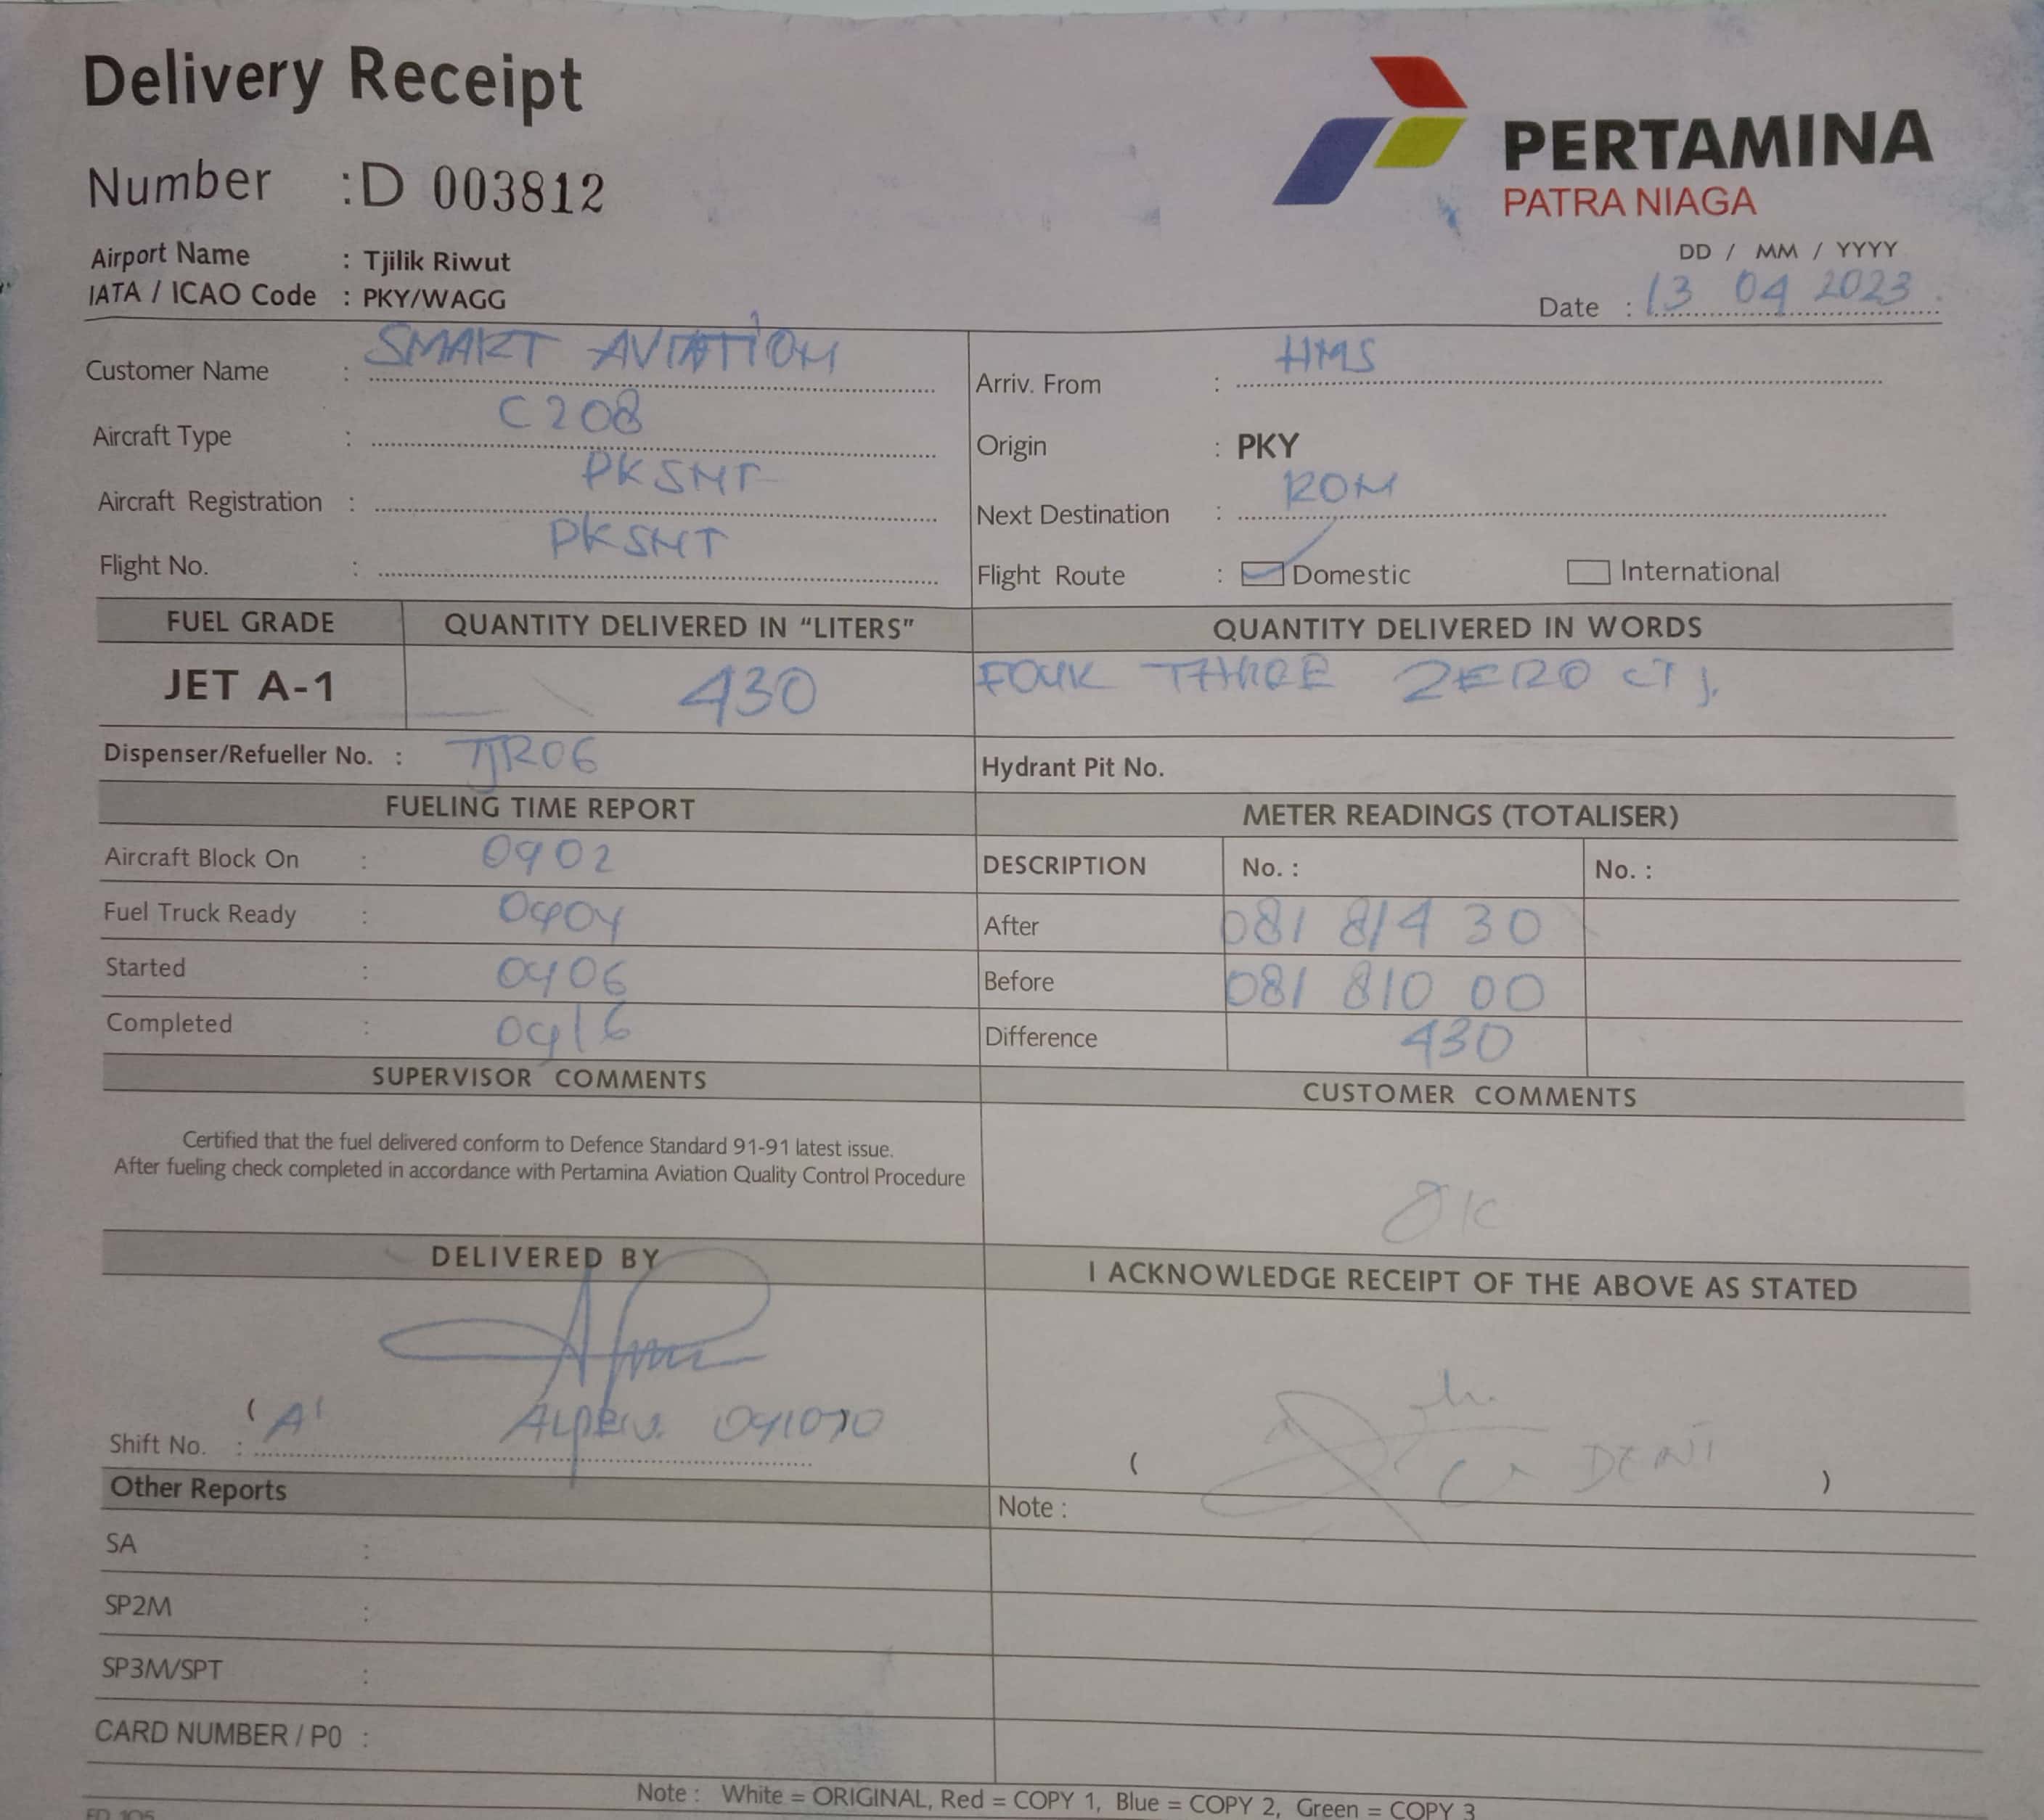 Delivery Receipt
Number : D 003812
PERTAMINA
PATRA NIAGA
Airport Name : Tjilik Riwut
IATA / ICAO Code : PKY/WAGG
DD / MM / YYYY
Date : 13 04 2023
Customer Name : SMART AVIATION
Arriv. From : HMS
Aircraft Type : C208
Origin : PKY
Aircraft Registration : PKSMT
Next Destination : ROM
Flight No. : PKSMT
Flight Route : Domestic International
FUEL GRADE QUANTITY DELIVERED IN "LITERS" QUANTITY DELIVERED IN WORDS
JET A-1 430 FOUR THREE ZERO
Dispenser/Refueller No. : TJR06
Hydrant Pit No.
FUELING TIME REPORT METER READINGS (TOTALISER)
Aircraft Block On : 0902
DESCRIPTION No. : No. :
Fuel Truck Ready : 0904
After 081 814 30
Started : 0906
Before 081 810 00
Completed : 0916
Difference 430
SUPERVISOR COMMENTS CUSTOMER COMMENTS
Certified that the fuel delivered conform to Defence Standard 91-91 latest issue.
After fueling check completed in accordance with Pertamina Aviation Quality Control Procedure
OK
DELIVERED BY I ACKNOWLEDGE RECEIPT OF THE ABOVE AS STATED
Shift No. : ( A'
( DENI )
Other Reports Note :
SA :
SP2M :
SP3M/SPT :
CARD NUMBER / P0 :
Note : White = ORIGINAL, Red = COPY 1, Blue = COPY 2, Green = COPY 3